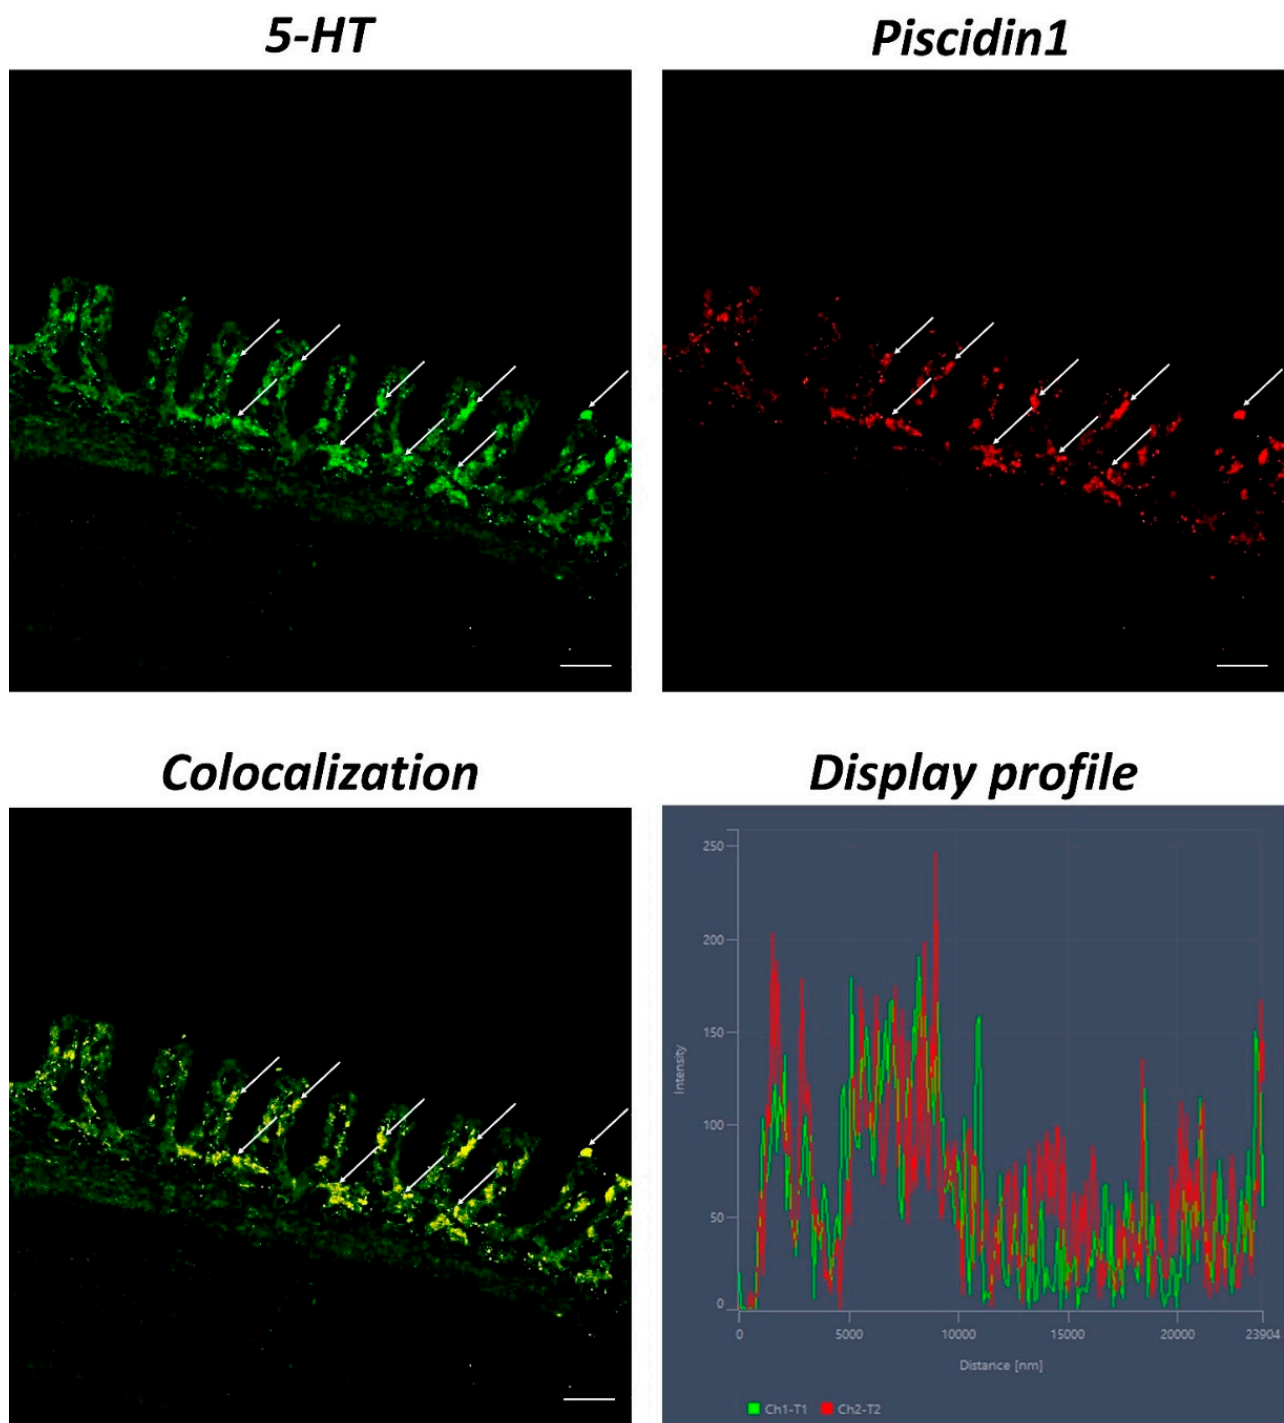 5-HT
Piscidin1
Colocalization
Display profile
250
200
150
100
50
0
Intensity
0 5000 10000 15000 20000 23904
Distance [nm]
Ch1-T1 Ch2-T2